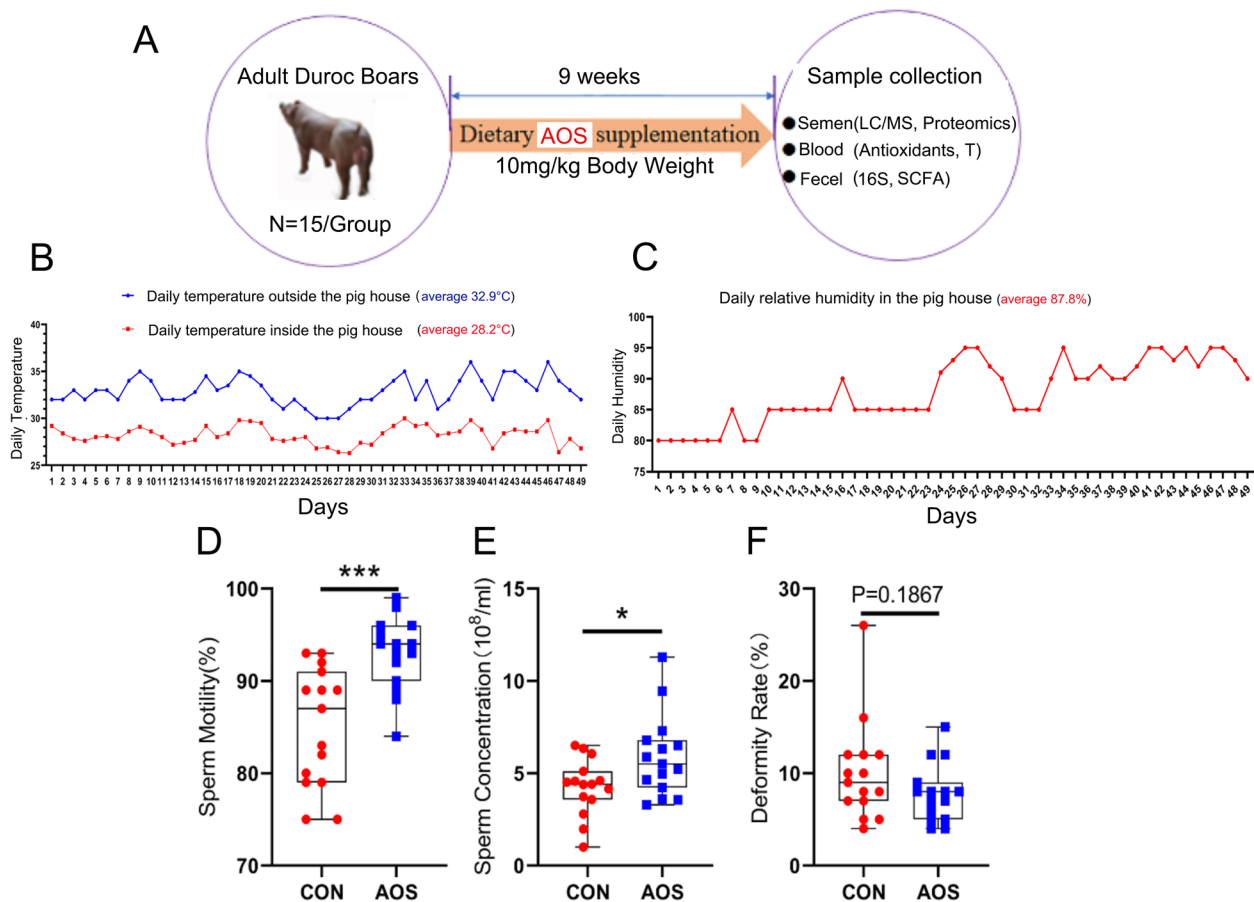 A
Adult Duroc Boars
N=15/Group
9 weeks
Dietary AOS supplementation
10mg/kg Body Weight
Sample collection
Semen(LC/MS, Proteomics)
Blood (Antioxidants, T)
Fecel (16S, SCFA)
B
Daily temperature outside the pig house (average 32.9°C)
Daily temperature inside the pig house (average 28.2°C)
Daily Temperature
40
35
30
25
1 2 3 4 5 6 7 8 9 10 11 12 13 14 15 16 17 18 19 20 21 22 23 24 25 26 27 28 29 30 31 32 33 34 35 36 37 38 39 40 41 42 43 44 45 46 47 48 49
Days
C
Daily relative humidity in the pig house (average 87.8%)
Daily Humidity
100
95
90
85
80
75
1 2 3 4 5 6 7 8 9 10 11 12 13 14 15 16 17 18 19 20 21 22 23 24 25 26 27 28 29 30 31 32 33 34 35 36 37 38 39 40 41 42 43 44 45 46 47 48 49
Days
D
Sperm Motility(%)
100
90
80
70
***
CON AOS
E
Sperm Concentration(10⁸/ml)
15
10
5
0
*
CON AOS
F
Deformity Rate(%)
30
20
10
0
P=0.1867
CON AOS